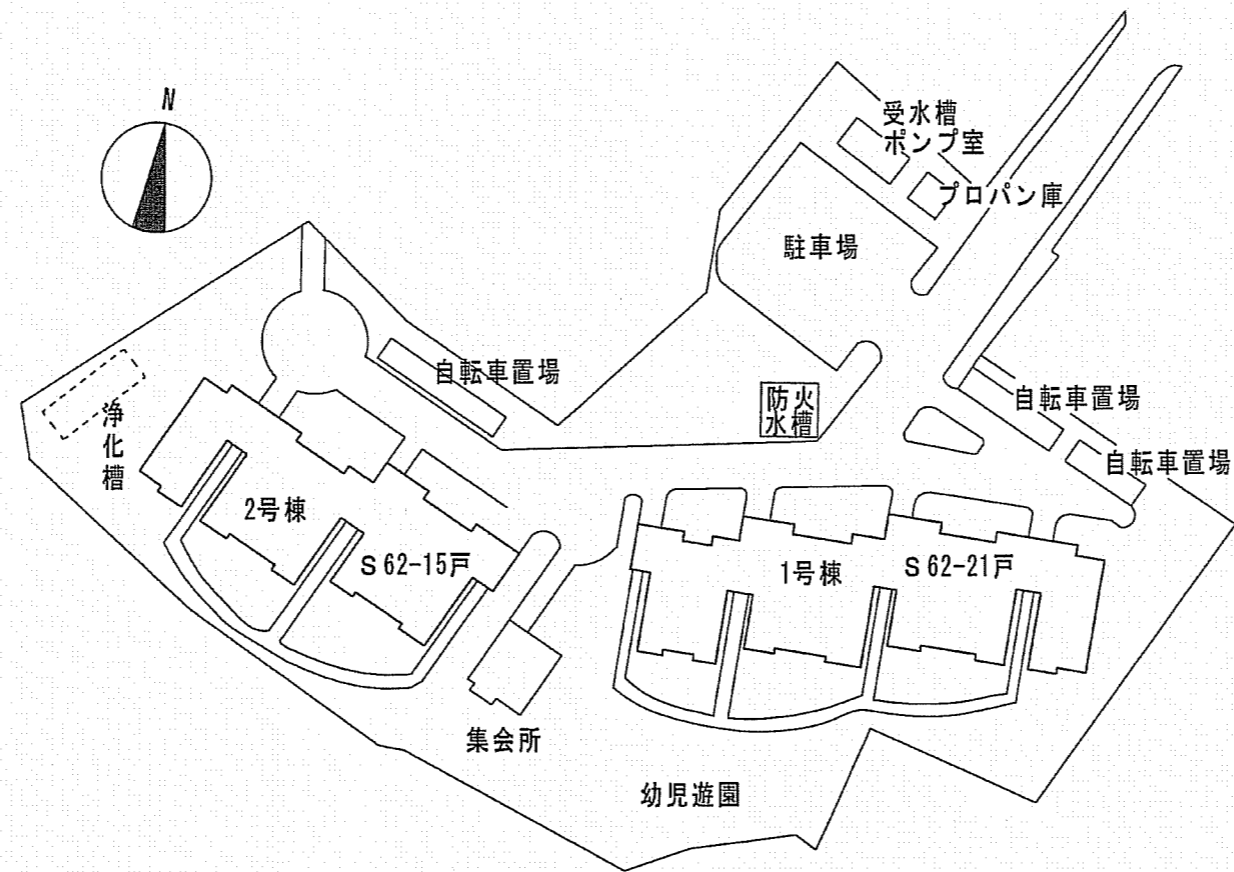 N
受水槽
ポンプ室
プロパン庫
駐車場
自転車置場
防火
水槽
自転車置場
自転車置場
浄化槽
2号棟
S62-15戸
1号棟
S62-21戸
集会所
幼児遊園